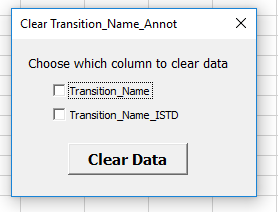 Clear Transition_Name_Annot
Choose which column to clear data
Transition_Name
Transition_Name_ISTD
Clear Data